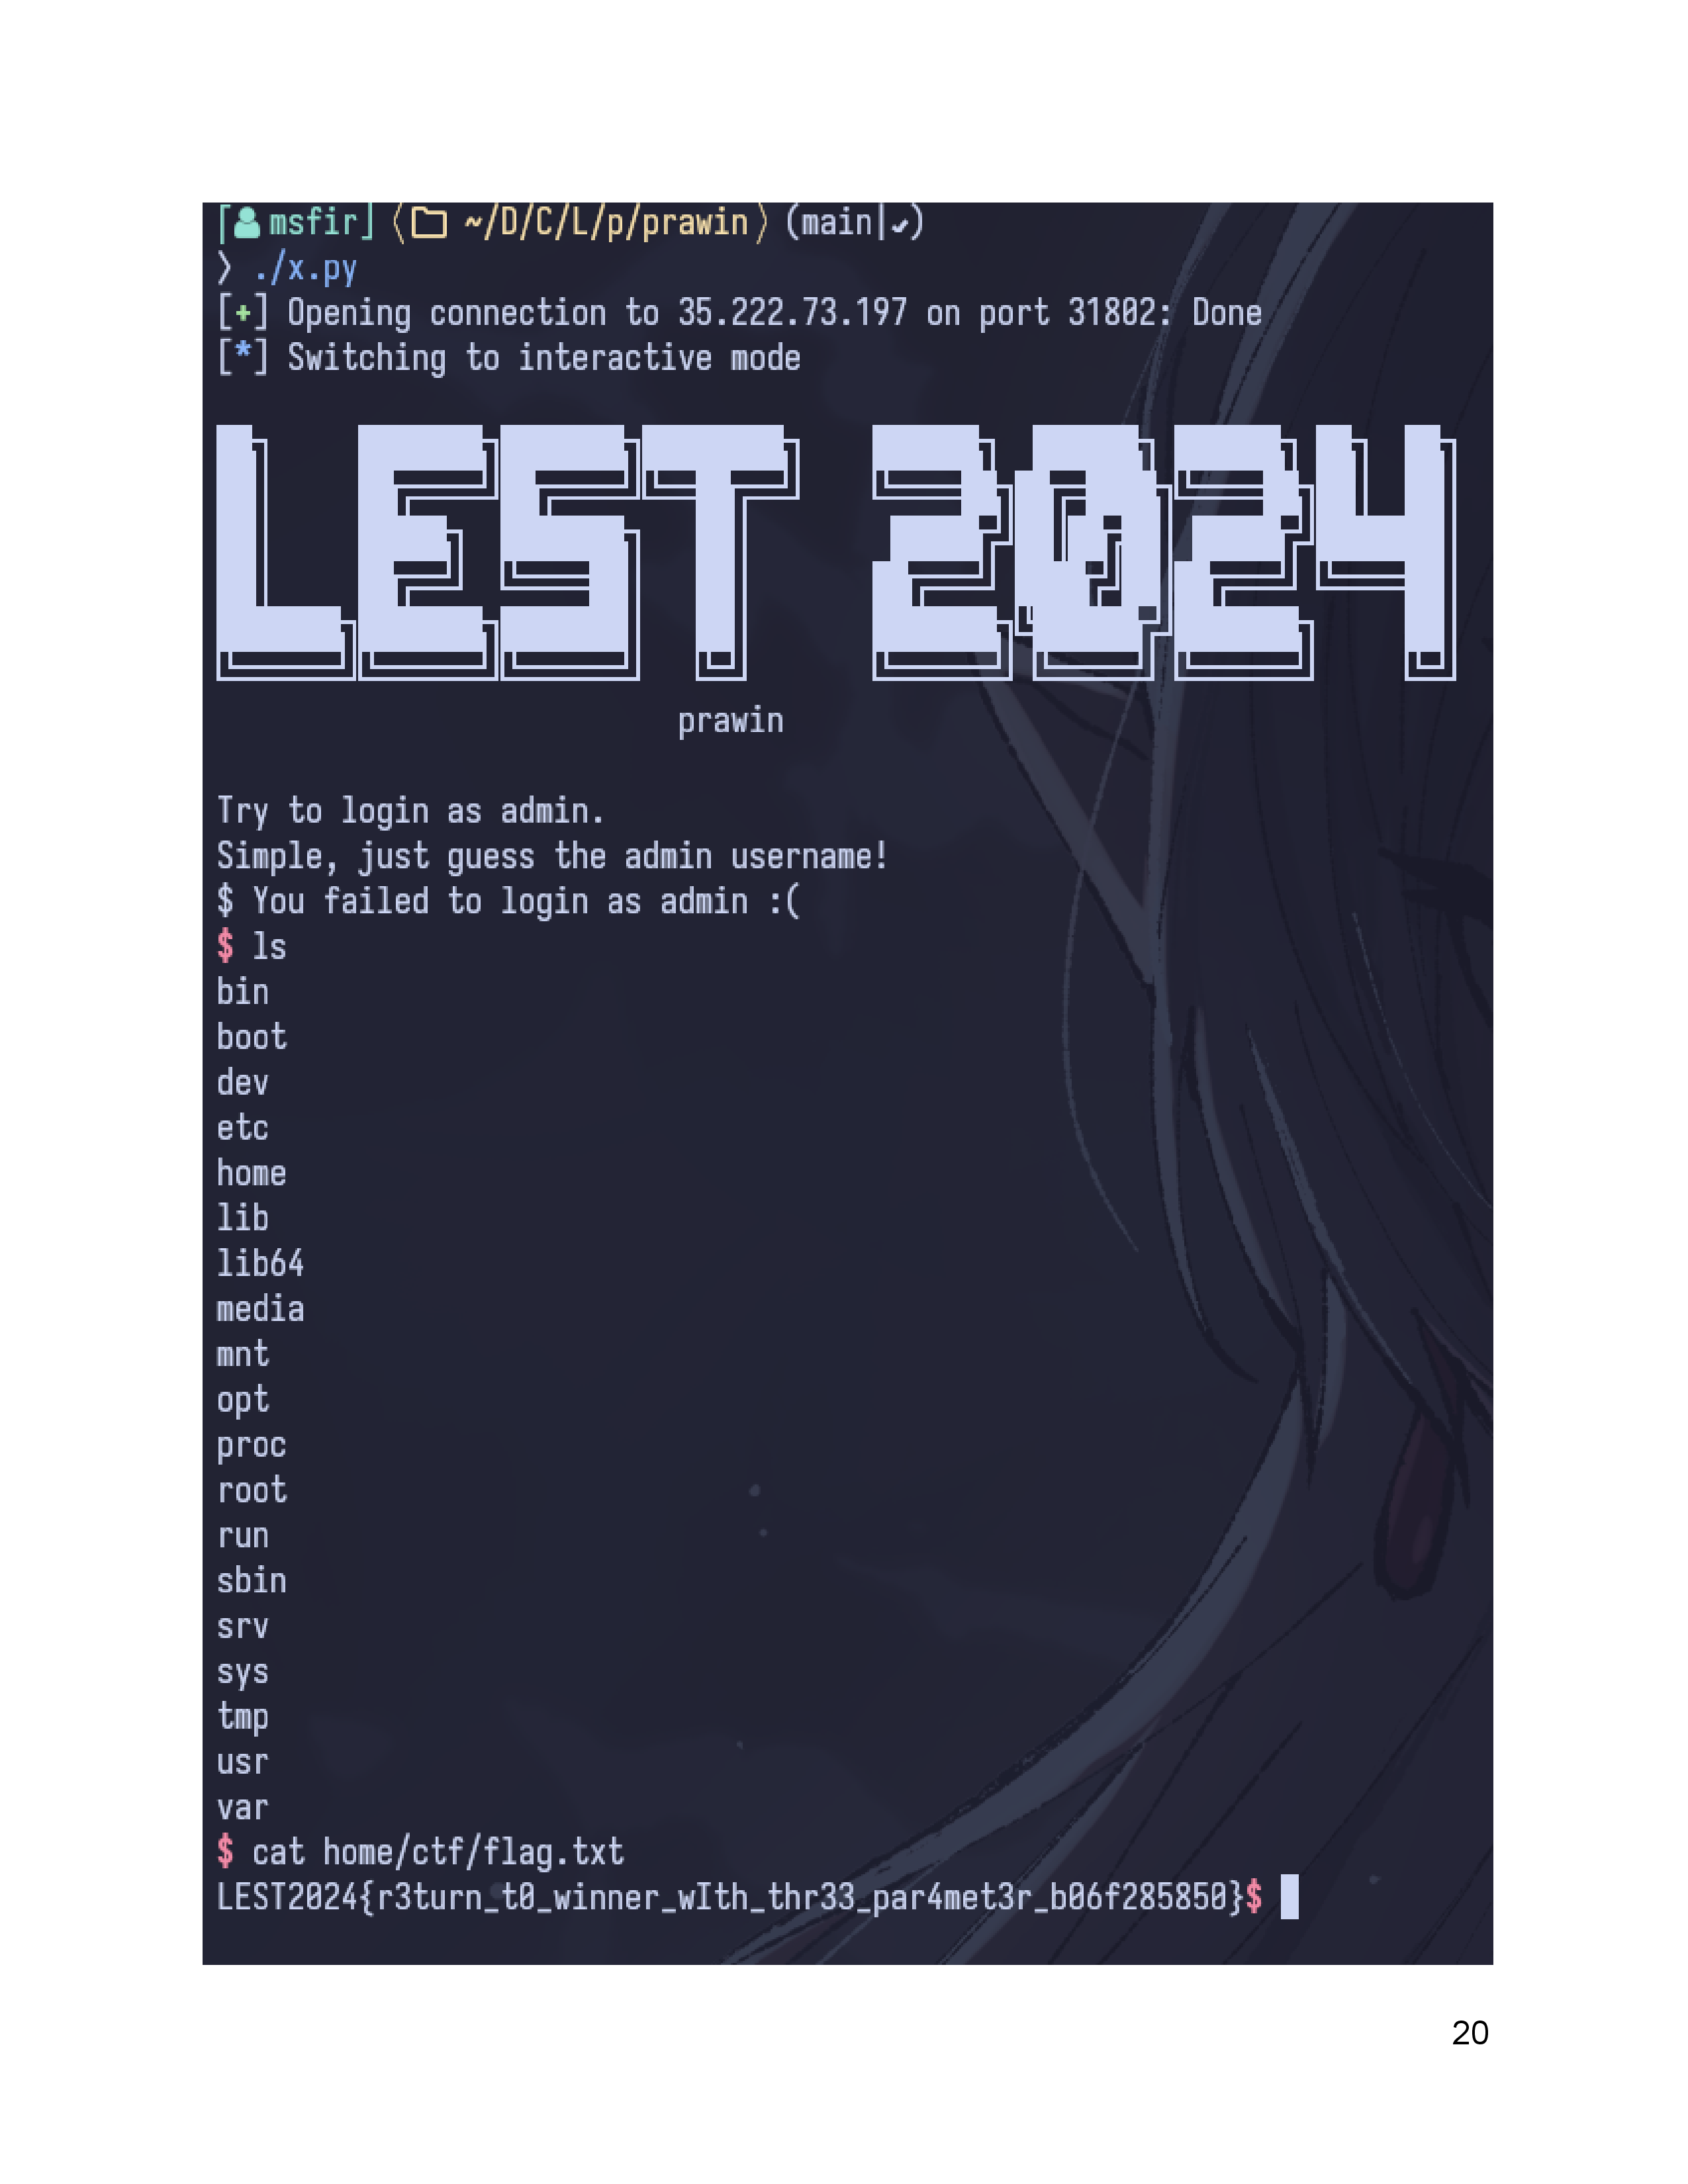 [msfir] ⟨ ~/D/C/L/p/prawin⟩ (main|✔)
❯ ./x.py
[+] Opening connection to 35.222.73.197 on port 31802: Done
[*] Switching to interactive mode
LEST 2024
prawin
Try to login as admin.
Simple, just guess the admin username!
$ You failed to login as admin :(
$ ls
bin
boot
dev
etc
home
lib
lib64
media
mnt
opt
proc
root
run
sbin
srv
sys
tmp
usr
var
$ cat home/ctf/flag.txt
LEST2024{r3turn_t0_winner_wIth_thr33_par4met3r_b06f285850}$
20